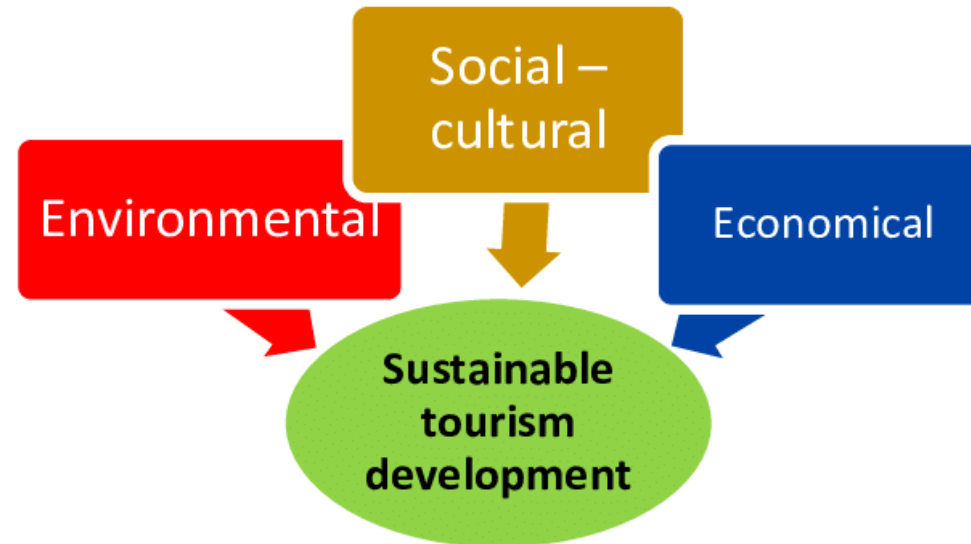 Social –
cultural
Environmental
Economical
Sustainable
tourism
development